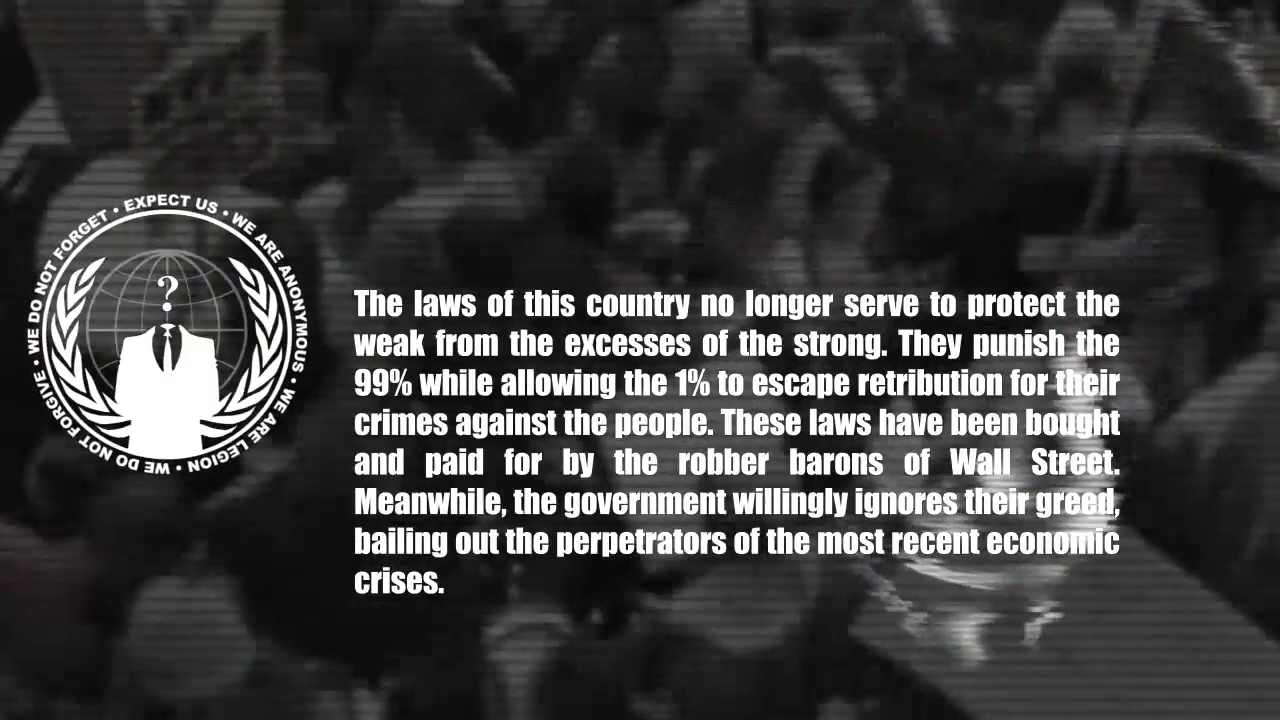 WE ARE ANONYMOUS • WE ARE LEGION • WE DO NOT FORGIVE • WE DO NOT FORGET • EXPECT US •
?
The laws of this country no longer serve to protect the
weak from the excesses of the strong. They punish the
99% while allowing the 1% to escape retribution for their
crimes against the people. These laws have been bought
and paid for by the robber barons of Wall Street.
Meanwhile, the government willingly ignores their greed,
bailing out the perpetrators of the most recent economic
crises.